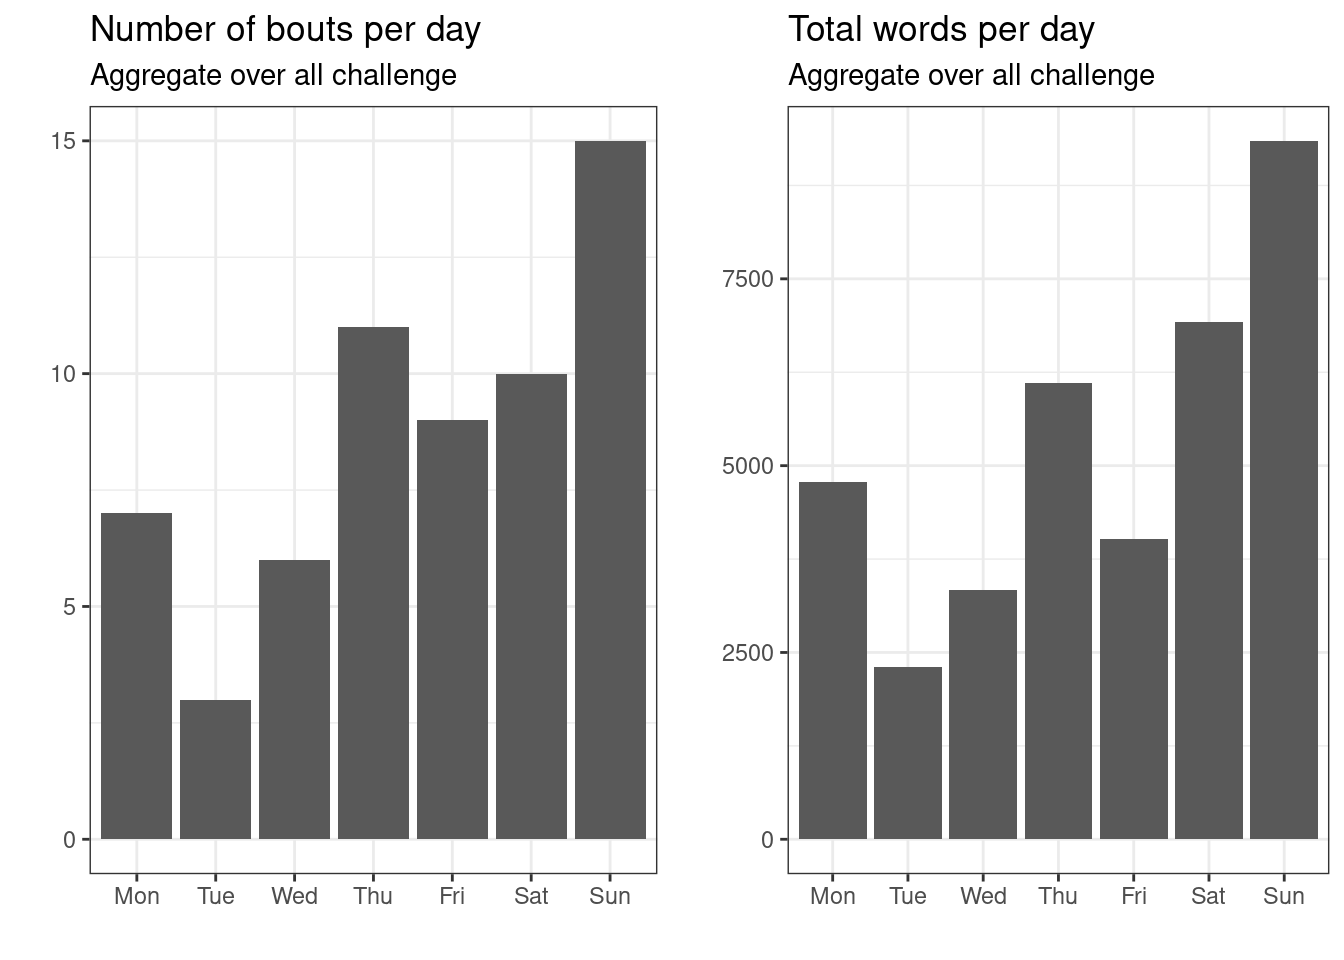 Number of bouts per day
Aggregate over all challenge
15
10
5
0
Mon Tue Wed Thu Fri Sat Sun
Total words per day
Aggregate over all challenge
7500
5000
2500
0
Mon Tue Wed Thu Fri Sat Sun